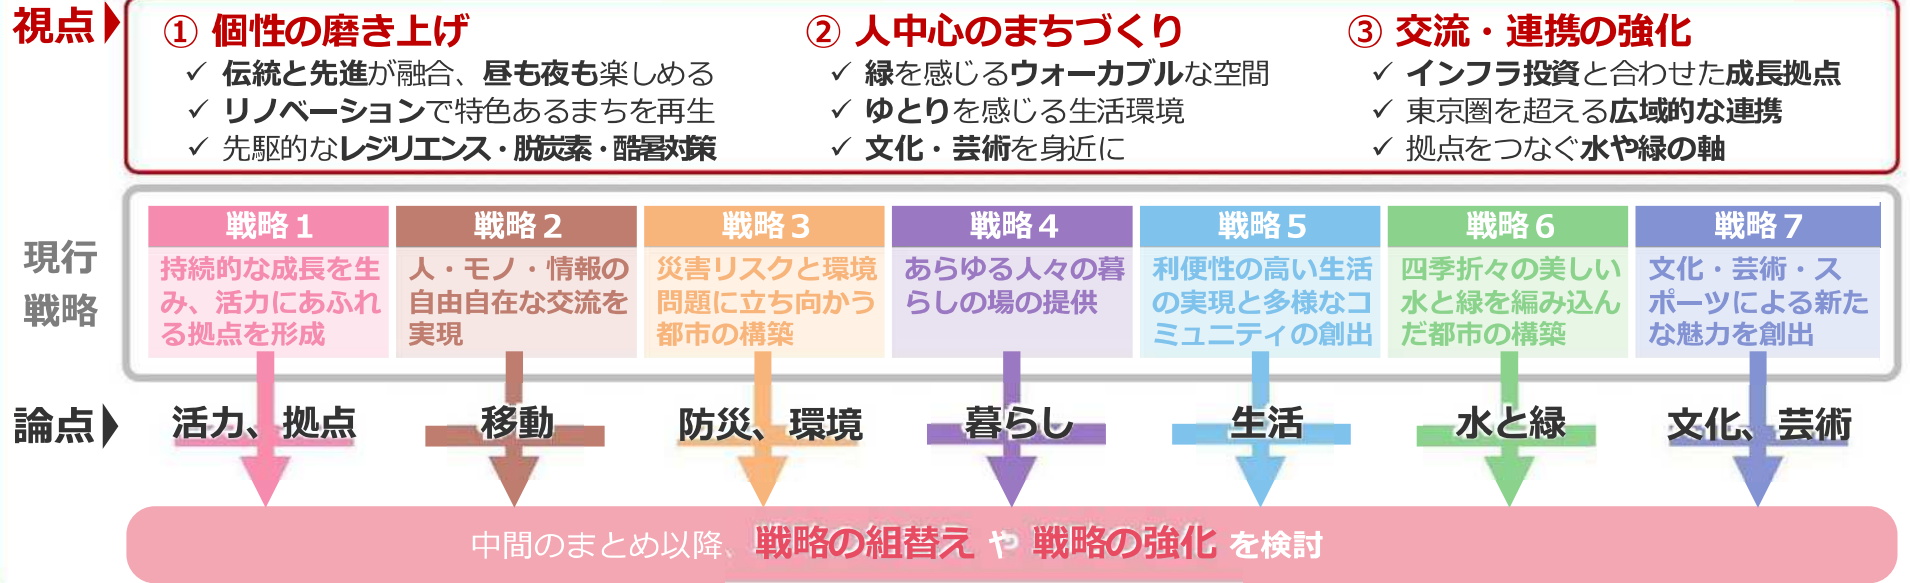 視点
① 個性の磨き上げ
✓ 伝統と先進が融合、昼も夜も楽しめる
✓ リノベーションで特色あるまちを再生
✓ 先駆的なレジリエンス・脱炭素・酷暑対策
② 人中心のまちづくり
✓ 緑を感じるウォーカブルな空間
✓ ゆとりを感じる生活環境
✓ 文化・芸術を身近に
③ 交流・連携の強化
✓ インフラ投資と合わせた成長拠点
✓ 東京圏を超える広域的な連携
✓ 拠点をつなぐ水や緑の軸
現行
戦略
戦略1
持続的な成長を生
み、活力にあふれ
る拠点を形成
戦略2
人・モノ・情報の
自由自在な交流を
実現
戦略3
災害リスクと環境
問題に立ち向かう
都市の構築
戦略4
あらゆる人々の暮
らしの場の提供
戦略5
利便性の高い生活
の実現と多様なコ
ミュニティの創出
戦略6
四季折々の美しい
水と緑を編み込ん
だ都市の構築
戦略7
文化・芸術・ス
ポーツによる新た
な魅力を創出
論点
活力、拠点
移動
防災、環境
暮らし
生活
水と緑
文化、芸術
中間のまとめ以降、戦略の組替え や 戦略の強化 を検討